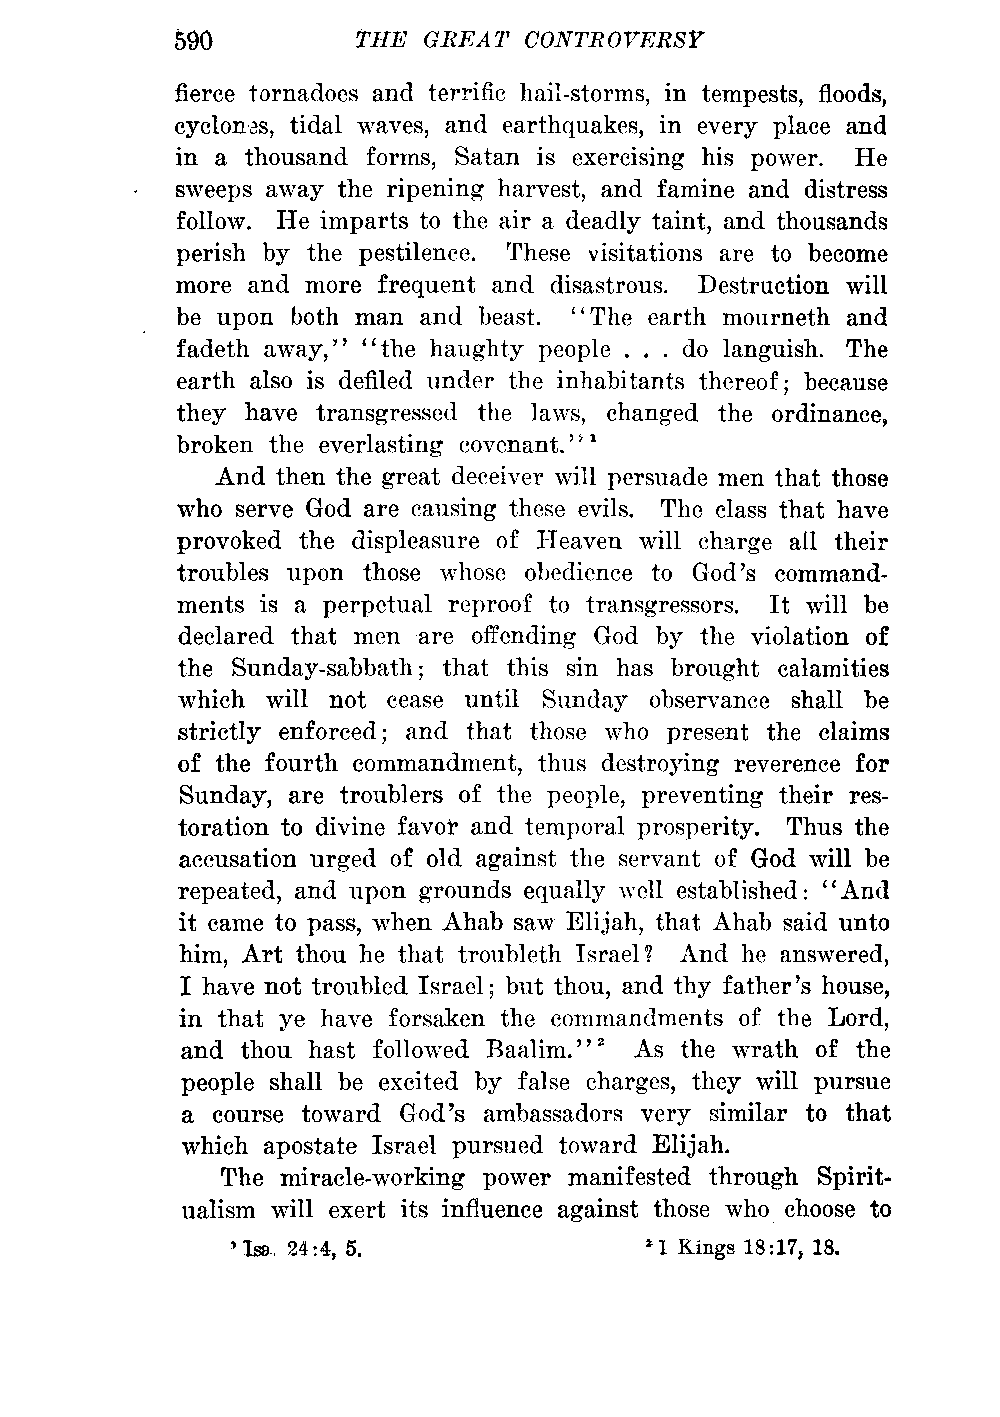 590 THE GREAT CONTROVERSY
fierce tornadoes and terrific hail-storms, in tempests, floods,
cyclones, tidal waves, and earthquakes, in every place and
in a thousand forms, Satan is exercising his power. He
sweeps away the ripening harvest, and famine and distress
follow. He imparts to the air a deadly taint, and thousands
perish by the pestilence. These visitations are to become
more and more frequent and disastrous. Destruction will
be upon both man and beast. "The earth mourneth and
fadeth away," "the haughty people . . . do languish. The
earth also is defiled under the inhabitants thereof; because
they have transgressed the laws, changed the ordinance,
broken the everlasting covenant."¹
And then the great deceiver will persuade men that those
who serve God are causing these evils. The class that have
provoked the displeasure of Heaven will charge all their
troubles upon those whose obedience to God's command-
ments is a perpetual reproof to transgressors. It will be
declared that men are offending God by the violation of
the Sunday-sabbath; that this sin has brought calamities
which will not cease until Sunday observance shall be
strictly enforced; and that those who present the claims
of the fourth commandment, thus destroying reverence for
Sunday, are troublers of the people, preventing their res-
toration to divine favor and temporal prosperity. Thus the
accusation urged of old against the servant of God will be
repeated, and upon grounds equally well established: "And
it came to pass, when Ahab saw Elijah, that Ahab said unto
him, Art thou he that troubleth Israel? And he answered,
I have not troubled Israel; but thou, and thy father's house,
in that ye have forsaken the commandments of the Lord,
and thou hast followed Baalim."² As the wrath of the
people shall be excited by false charges, they will pursue
a course toward God's ambassadors very similar to that
which apostate Israel pursued toward Elijah.
The miracle-working power manifested through Spirit-
ualism will exert its influence against those who choose to
¹ Isa. 24:4, 5. ² 1 Kings 18:17, 18.